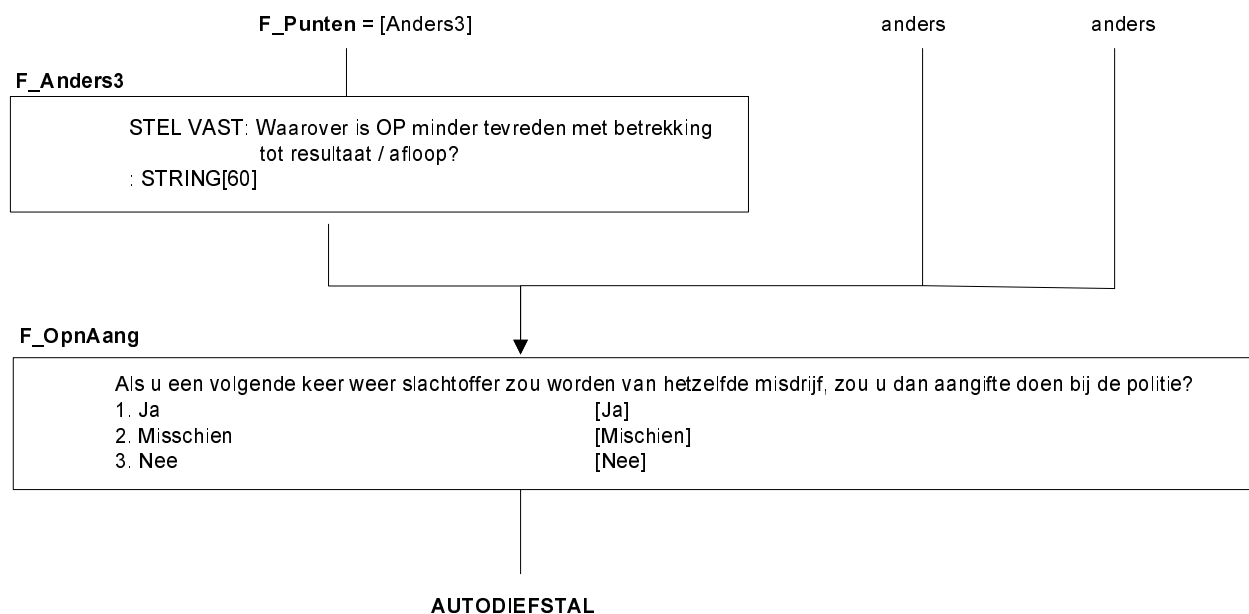 F_Punten = [Anders3] anders anders
F_Anders3
STEL VAST: Waarover is OP minder tevreden met betrekking
tot resultaat / afloop?
: STRING[60]
F_OpnAang
Als u een volgende keer weer slachtoffer zou worden van hetzelfde misdrijf, zou u dan aangifte doen bij de politie?
1. Ja [Ja]
2. Misschien [Mischien]
3. Nee [Nee]
AUTODIEFSTAL